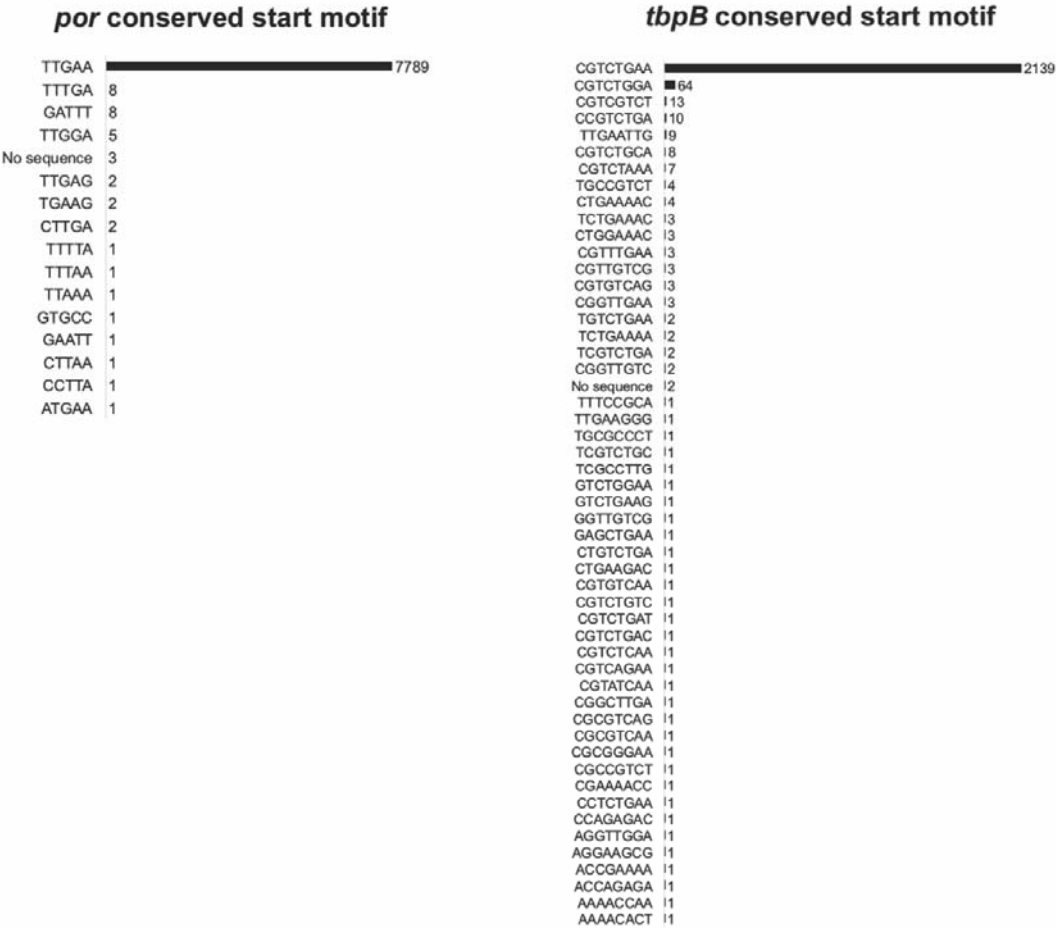 por conserved start motif
TTGAA 7789
TTTGA 8
GATTT 8
TTGGA 5
No sequence 3
TTGAG 2
TGAAG 2
CTTGA 2
TTTTA 1
TTTAA 1
TTAAA 1
GTGCC 1
GAATT 1
CTTAA 1
CCTTA 1
ATGAA 1
tbpB conserved start motif
CGTCTGAA 2139
CGTCTGGA 64
CGTCGTCT 13
CCGTCTGA 10
TTGAATTG 9
CGTCTGCA 8
CGTCTAAA 7
TGCCGTCT 4
CTGAAAAC 4
TCTGAAAC 3
CTGGAAAC 3
CGTTTGAA 3
CGTTGTCG 3
CGTGTCAG 3
CGGTTGAA 3
TGTCTGAA 2
TCTGAAAA 2
TCGTCTGA 2
CGGTTGTC 2
No sequence 2
TTTCCGCA 1
TTGAAGGG 1
TGCGCCCT 1
TCGTCTGC 1
TCGCCTTG 1
GTCTGGAA 1
GTCTGAAG 1
GGTTGTCG 1
GAGCTGAA 1
CTGTCTGA 1
CTGAAGAC 1
CGTGTCAA 1
CGTCTGTC 1
CGTCTGAT 1
CGTCTGAC 1
CGTCTCAA 1
CGTCAGAA 1
CGTATCAA 1
CGGCTTGA 1
CGCGTCAG 1
CGCGTCAA 1
CGCGGGAA 1
CGCCGTCT 1
CGAAAACC 1
CCTCTGAA 1
CCAGAGAC 1
AGGTTGGA 1
AGGAAGCG 1
ACCGAAAA 1
ACCAGAGA 1
AAAACCAA 1
AAAACACT 1